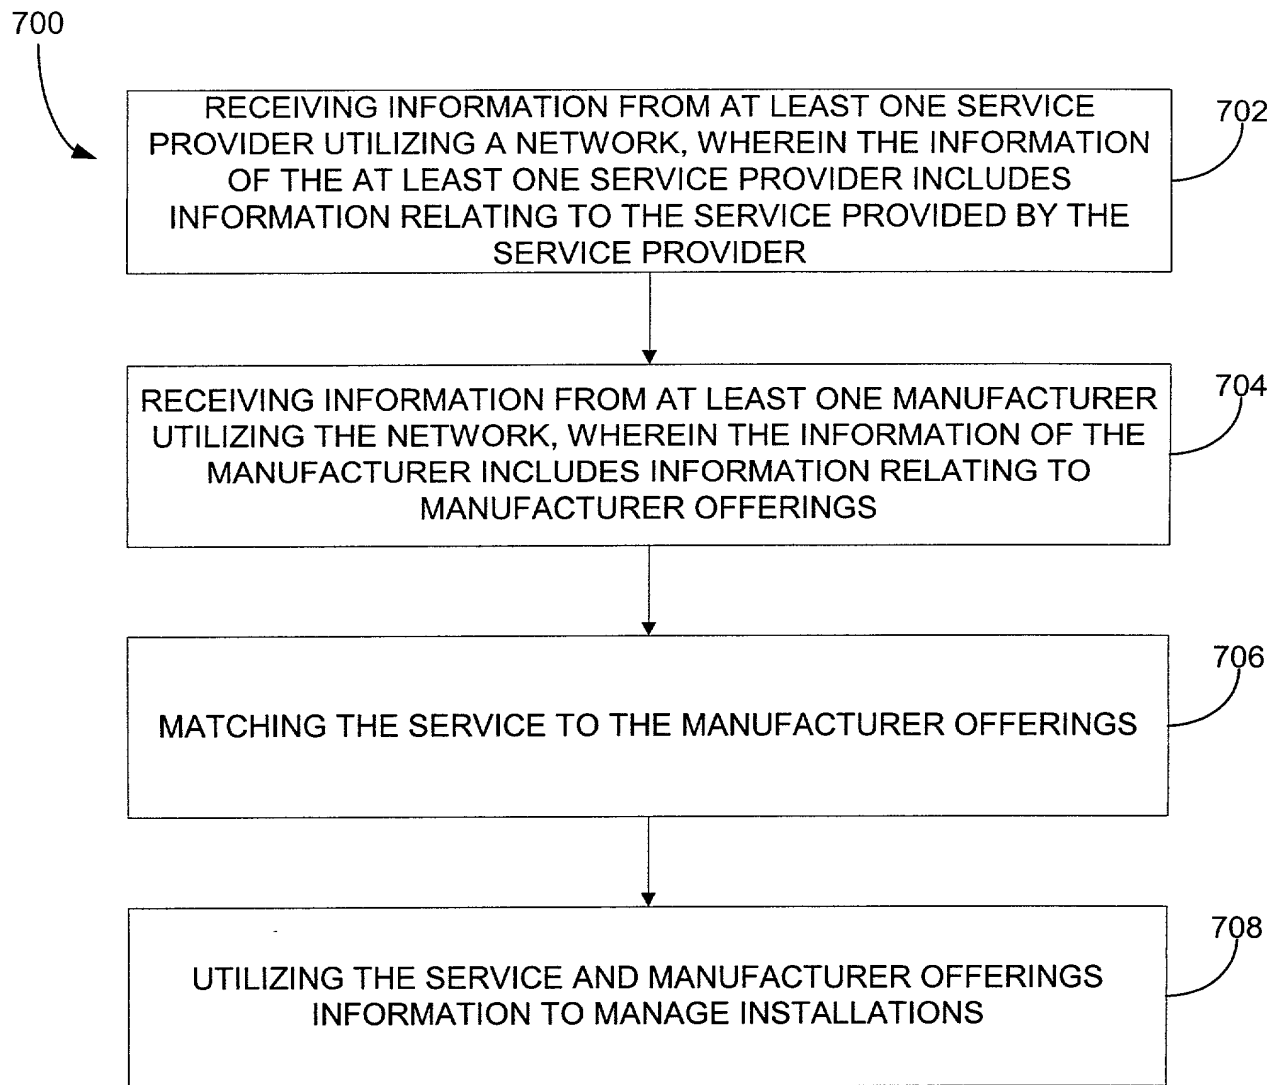 700
RECEIVING INFORMATION FROM AT LEAST ONE SERVICE
PROVIDER UTILIZING A NETWORK, WHEREIN THE INFORMATION
OF THE AT LEAST ONE SERVICE PROVIDER INCLUDES
INFORMATION RELATING TO THE SERVICE PROVIDED BY THE
SERVICE PROVIDER
702
RECEIVING INFORMATION FROM AT LEAST ONE MANUFACTURER
UTILIZING THE NETWORK, WHEREIN THE INFORMATION OF THE
MANUFACTURER INCLUDES INFORMATION RELATING TO
MANUFACTURER OFFERINGS
704
MATCHING THE SERVICE TO THE MANUFACTURER OFFERINGS
706
UTILIZING THE SERVICE AND MANUFACTURER OFFERINGS
INFORMATION TO MANAGE INSTALLATIONS
708